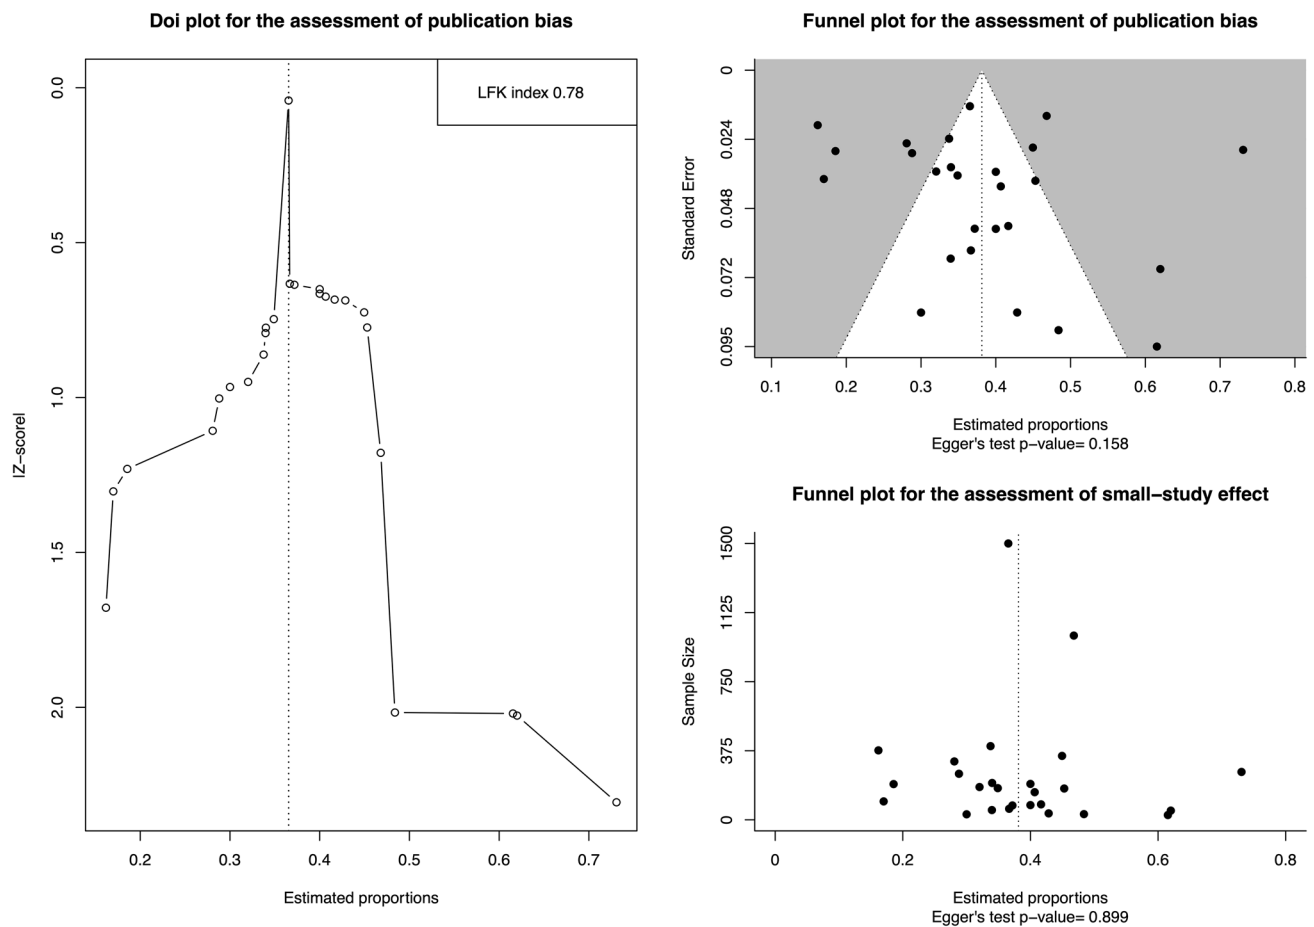 Doi plot for the assessment of publication bias
LFK index 0.78
0.0
0.5
1.0
1.5
2.0
IZ−scoreI
0.2 0.3 0.4 0.5 0.6 0.7
Estimated proportions
Funnel plot for the assessment of publication bias
0
0.024
0.048
0.072
0.095
Standard Error
0.1 0.2 0.3 0.4 0.5 0.6 0.7 0.8
Estimated proportions
Egger's test p−value= 0.158
Funnel plot for the assessment of small−study effect
1500
1125
750
375
0
Sample Size
0 0.2 0.4 0.6 0.8
Estimated proportions
Egger's test p−value= 0.899